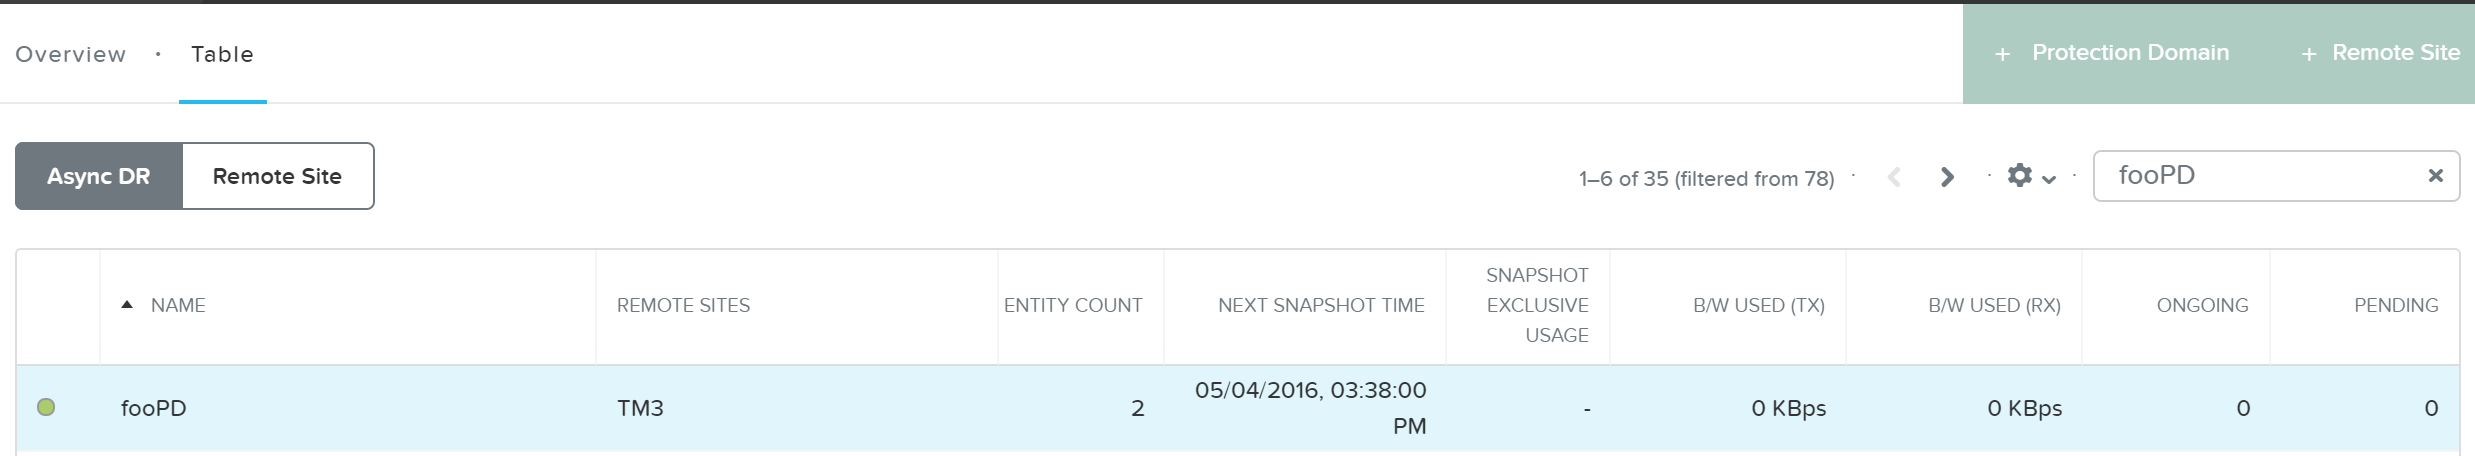 Overview · Table
+ Protection Domain + Remote Site
Async DR Remote Site
1–6 of 35 (filtered from 78) · · · fooPD
NAME REMOTE SITES ENTITY COUNT NEXT SNAPSHOT TIME SNAPSHOT EXCLUSIVE USAGE B/W USED (TX) B/W USED (RX) ONGOING PENDING
fooPD TM3 2 05/04/2016, 03:38:00 PM - 0 KBps 0 KBps 0 0